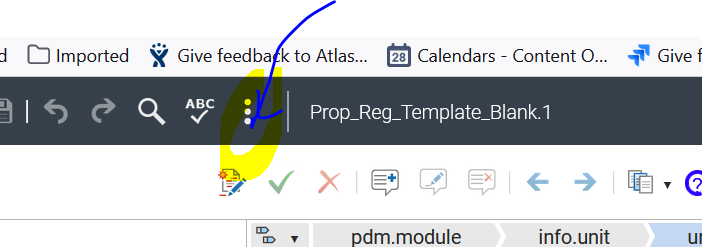 d Imported Give feedback to Atlas... 28 Calendars - Content O... Give f
ABC
Prop_Reg_Template_Blank.1
?
pdm.module info.unit